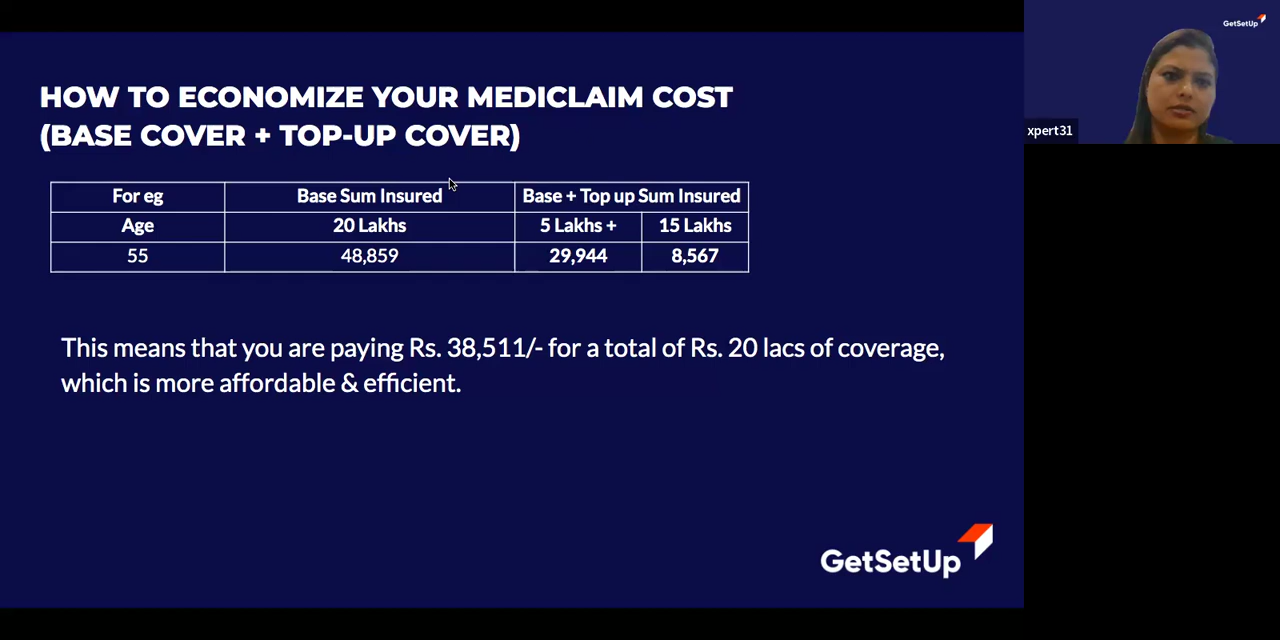 GetSetUp
xpert31
HOW TO ECONOMIZE YOUR MEDICLAIM COST
(BASE COVER + TOP-UP COVER)
For eg Base Sum Insured Base + Top up Sum Insured
Age 20 Lakhs 5 Lakhs + 15 Lakhs
55 48,859 29,944 8,567
This means that you are paying Rs. 38,511/- for a total of Rs. 20 lacs of coverage,
which is more affordable & efficient.
GetSetUp